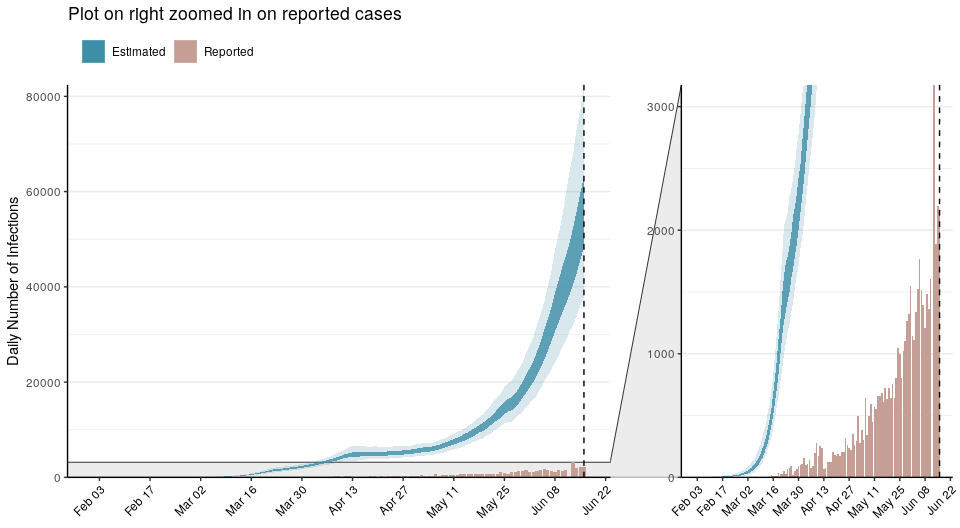 Plot on right zoomed in on reported cases
Estimated Reported
Daily Number of Infections
80000
60000
40000
20000
0
Feb 03 Feb 17 Mar 02 Mar 16 Mar 30 Apr 13 Apr 27 May 11 May 25 Jun 08 Jun 22
3000
2000
1000
0
Feb 03 Feb 17 Mar 02 Mar 16 Mar 30 Apr 13 Apr 27 May 11 May 25 Jun 08 Jun 22